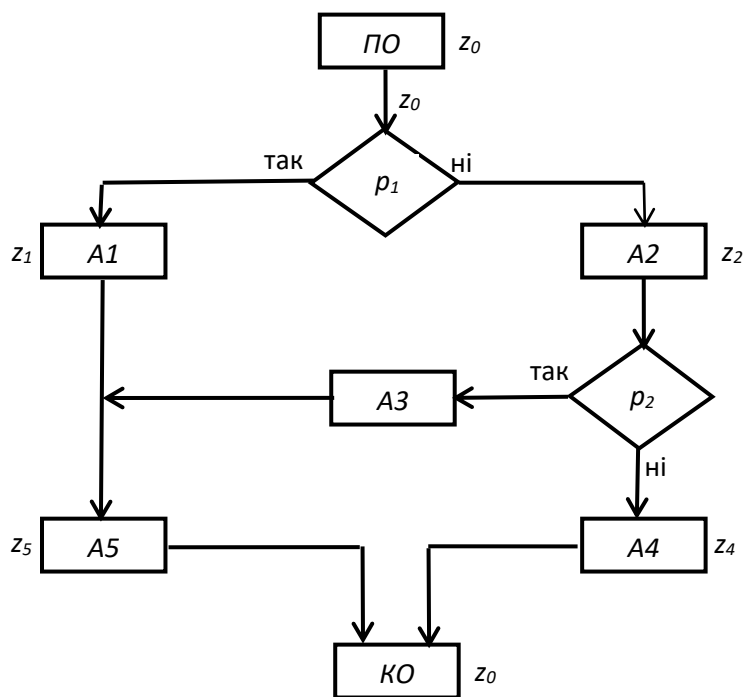 ПО z₀
z₀
так p₁ ні
z₁ A1 A2 z₂
так
A3 p₂
ні
z₅ A5 A4 z₄
КО z₀